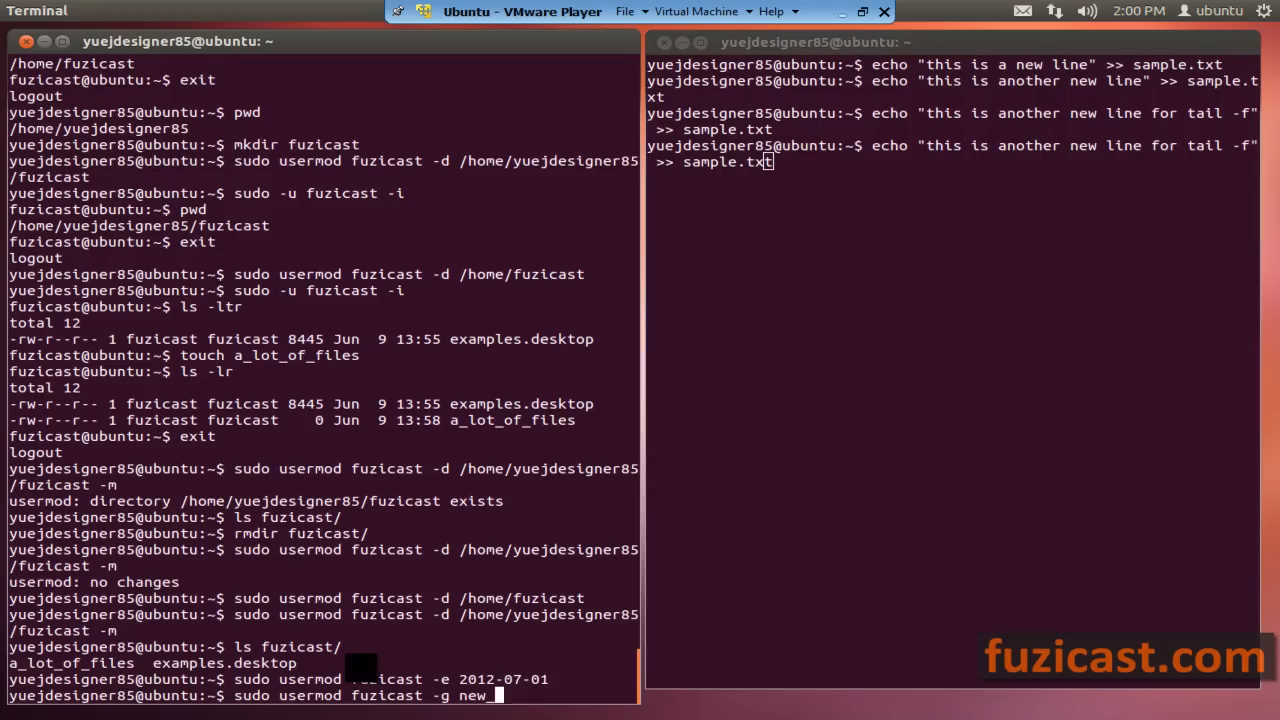 Terminal
Ubuntu - VMware Player File Virtual Machine Help
2:00 PM ubuntu
yuejdesigner85@ubuntu: ~
/home/fuzicast
fuzicast@ubuntu:~$ exit
logout
yuejdesigner85@ubuntu:~$ pwd
/home/yuejdesigner85
yuejdesigner85@ubuntu:~$ mkdir fuzicast
yuejdesigner85@ubuntu:~$ sudo usermod fuzicast -d /home/yuejdesigner85
/fuzicast
yuejdesigner85@ubuntu:~$ sudo -u fuzicast -i
fuzicast@ubuntu:~$ pwd
/home/yuejdesigner85/fuzicast
fuzicast@ubuntu:~$ exit
logout
yuejdesigner85@ubuntu:~$ sudo usermod fuzicast -d /home/fuzicast
yuejdesigner85@ubuntu:~$ sudo -u fuzicast -i
fuzicast@ubuntu:~$ ls -ltr
total 12
-rw-r--r-- 1 fuzicast fuzicast 8445 Jun  9 13:55 examples.desktop
fuzicast@ubuntu:~$ touch a_lot_of_files
fuzicast@ubuntu:~$ ls -lr
total 12
-rw-r--r-- 1 fuzicast fuzicast 8445 Jun  9 13:55 examples.desktop
-rw-r--r-- 1 fuzicast fuzicast    0 Jun  9 13:58 a_lot_of_files
fuzicast@ubuntu:~$ exit
logout
yuejdesigner85@ubuntu:~$ sudo usermod fuzicast -d /home/yuejdesigner85
/fuzicast -m
usermod: directory /home/yuejdesigner85/fuzicast exists
yuejdesigner85@ubuntu:~$ ls fuzicast/
yuejdesigner85@ubuntu:~$ rmdir fuzicast/
yuejdesigner85@ubuntu:~$ sudo usermod fuzicast -d /home/yuejdesigner85
/fuzicast -m
usermod: no changes
yuejdesigner85@ubuntu:~$ sudo usermod fuzicast -d /home/fuzicast
yuejdesigner85@ubuntu:~$ sudo usermod fuzicast -d /home/yuejdesigner85
/fuzicast -m
yuejdesigner85@ubuntu:~$ ls fuzicast/
a_lot_of_files  examples.desktop
yuejdesigner85@ubuntu:~$ sudo usermod fuzicast -e 2012-07-01
yuejdesigner85@ubuntu:~$ sudo usermod fuzicast -g new_
yuejdesigner85@ubuntu: ~
yuejdesigner85@ubuntu:~$ echo "this is a new line" >> sample.txt
yuejdesigner85@ubuntu:~$ echo "this is another new line" >> sample.t
xt
yuejdesigner85@ubuntu:~$ echo "this is another new line for tail -f"
 >> sample.txt
yuejdesigner85@ubuntu:~$ echo "this is another new line for tail -f"
 >> sample.txt
fuzicast.com